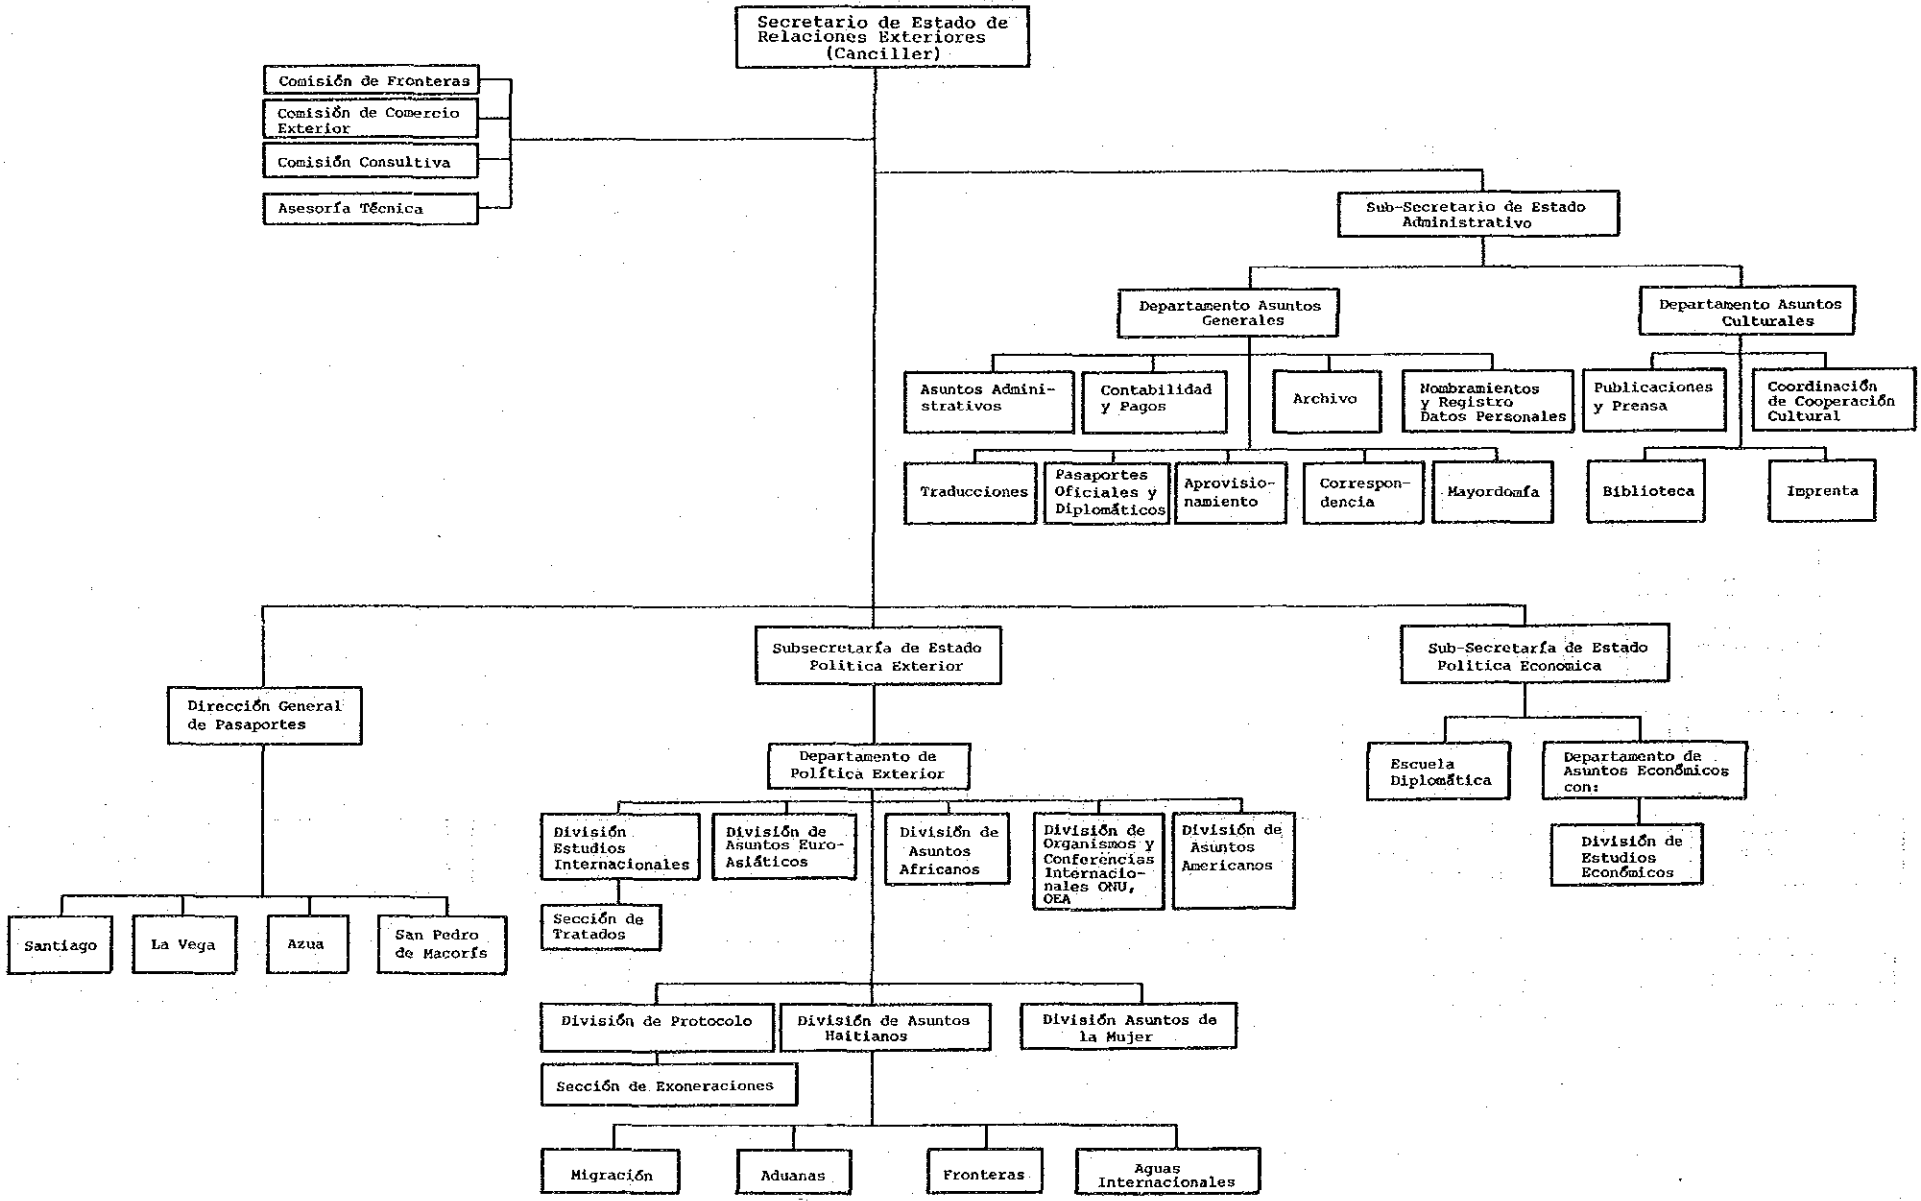 Secretario de Estado de
Relaciones Exteriores
(Canciller)
Comisión de Fronteras
Comisión de Comercio
Exterior
Comisión Consultiva
Asesoría Técnica
Sub-Secretario de Estado
Administrativo
Departamento Asuntos
Generales
Departamento Asuntos
Culturales
Asuntos Admini-
strativos
Contabilidad
y Pagos
Archivo
Nombramientos
y Registro
Datos Personales
Publicaciones
y Prensa
Coordinación
de Cooperación
Cultural
Traducciones
Pasaportes
Oficiales y
Diplomáticos
Aprovisio-
namiento
Correspon-
dencia
Mayordomía
Biblioteca
Imprenta
Subsecretaría de Estado
Politica Exterior
Sub-Secretaría de Estado
Politica Economica
Dirección General
de Pasaportes
Departamento de
Política Exterior
Escuela
Diplomática
Departamento de
Asuntos Económicos
con:
División
Estudios
Internacionales
División de
Asuntos Euro-
Asiáticos
División de
Asuntos
Africanos
División de
Organismos y
Conferencias
Internacio-
nales ONU,
OEA
División de
Asuntos
Americanos
División de
Estudios
Económicos
Sección de
Tratados
Santiago
La Vega
Azua
San Pedro
de Macorís
División de Protocolo
División de Asuntos
Haitianos
División Asuntos de
la Mujer
Sección de Exoneraciones
Migración
Aduanas
Fronteras
Aguas
Internacionales